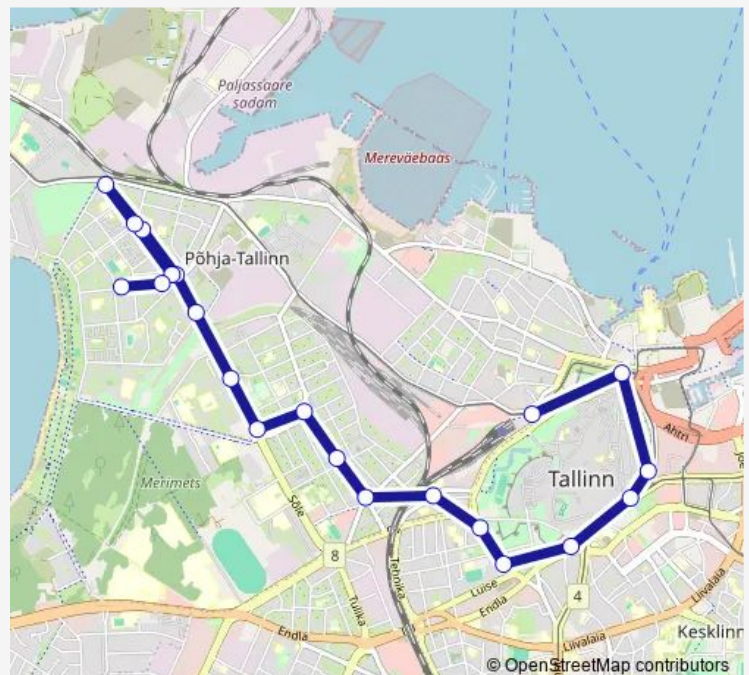 Paljassaare
sadam
Mereväebaas
Põhja-Tallinn
Ahtri
Tallinn
Merimets
Sõle
8
Tehnika
Luise
Endla
4
Tulika
Endla
Liivalaia
Liivalaia
Kesklinn
© OpenStreetMap contributors